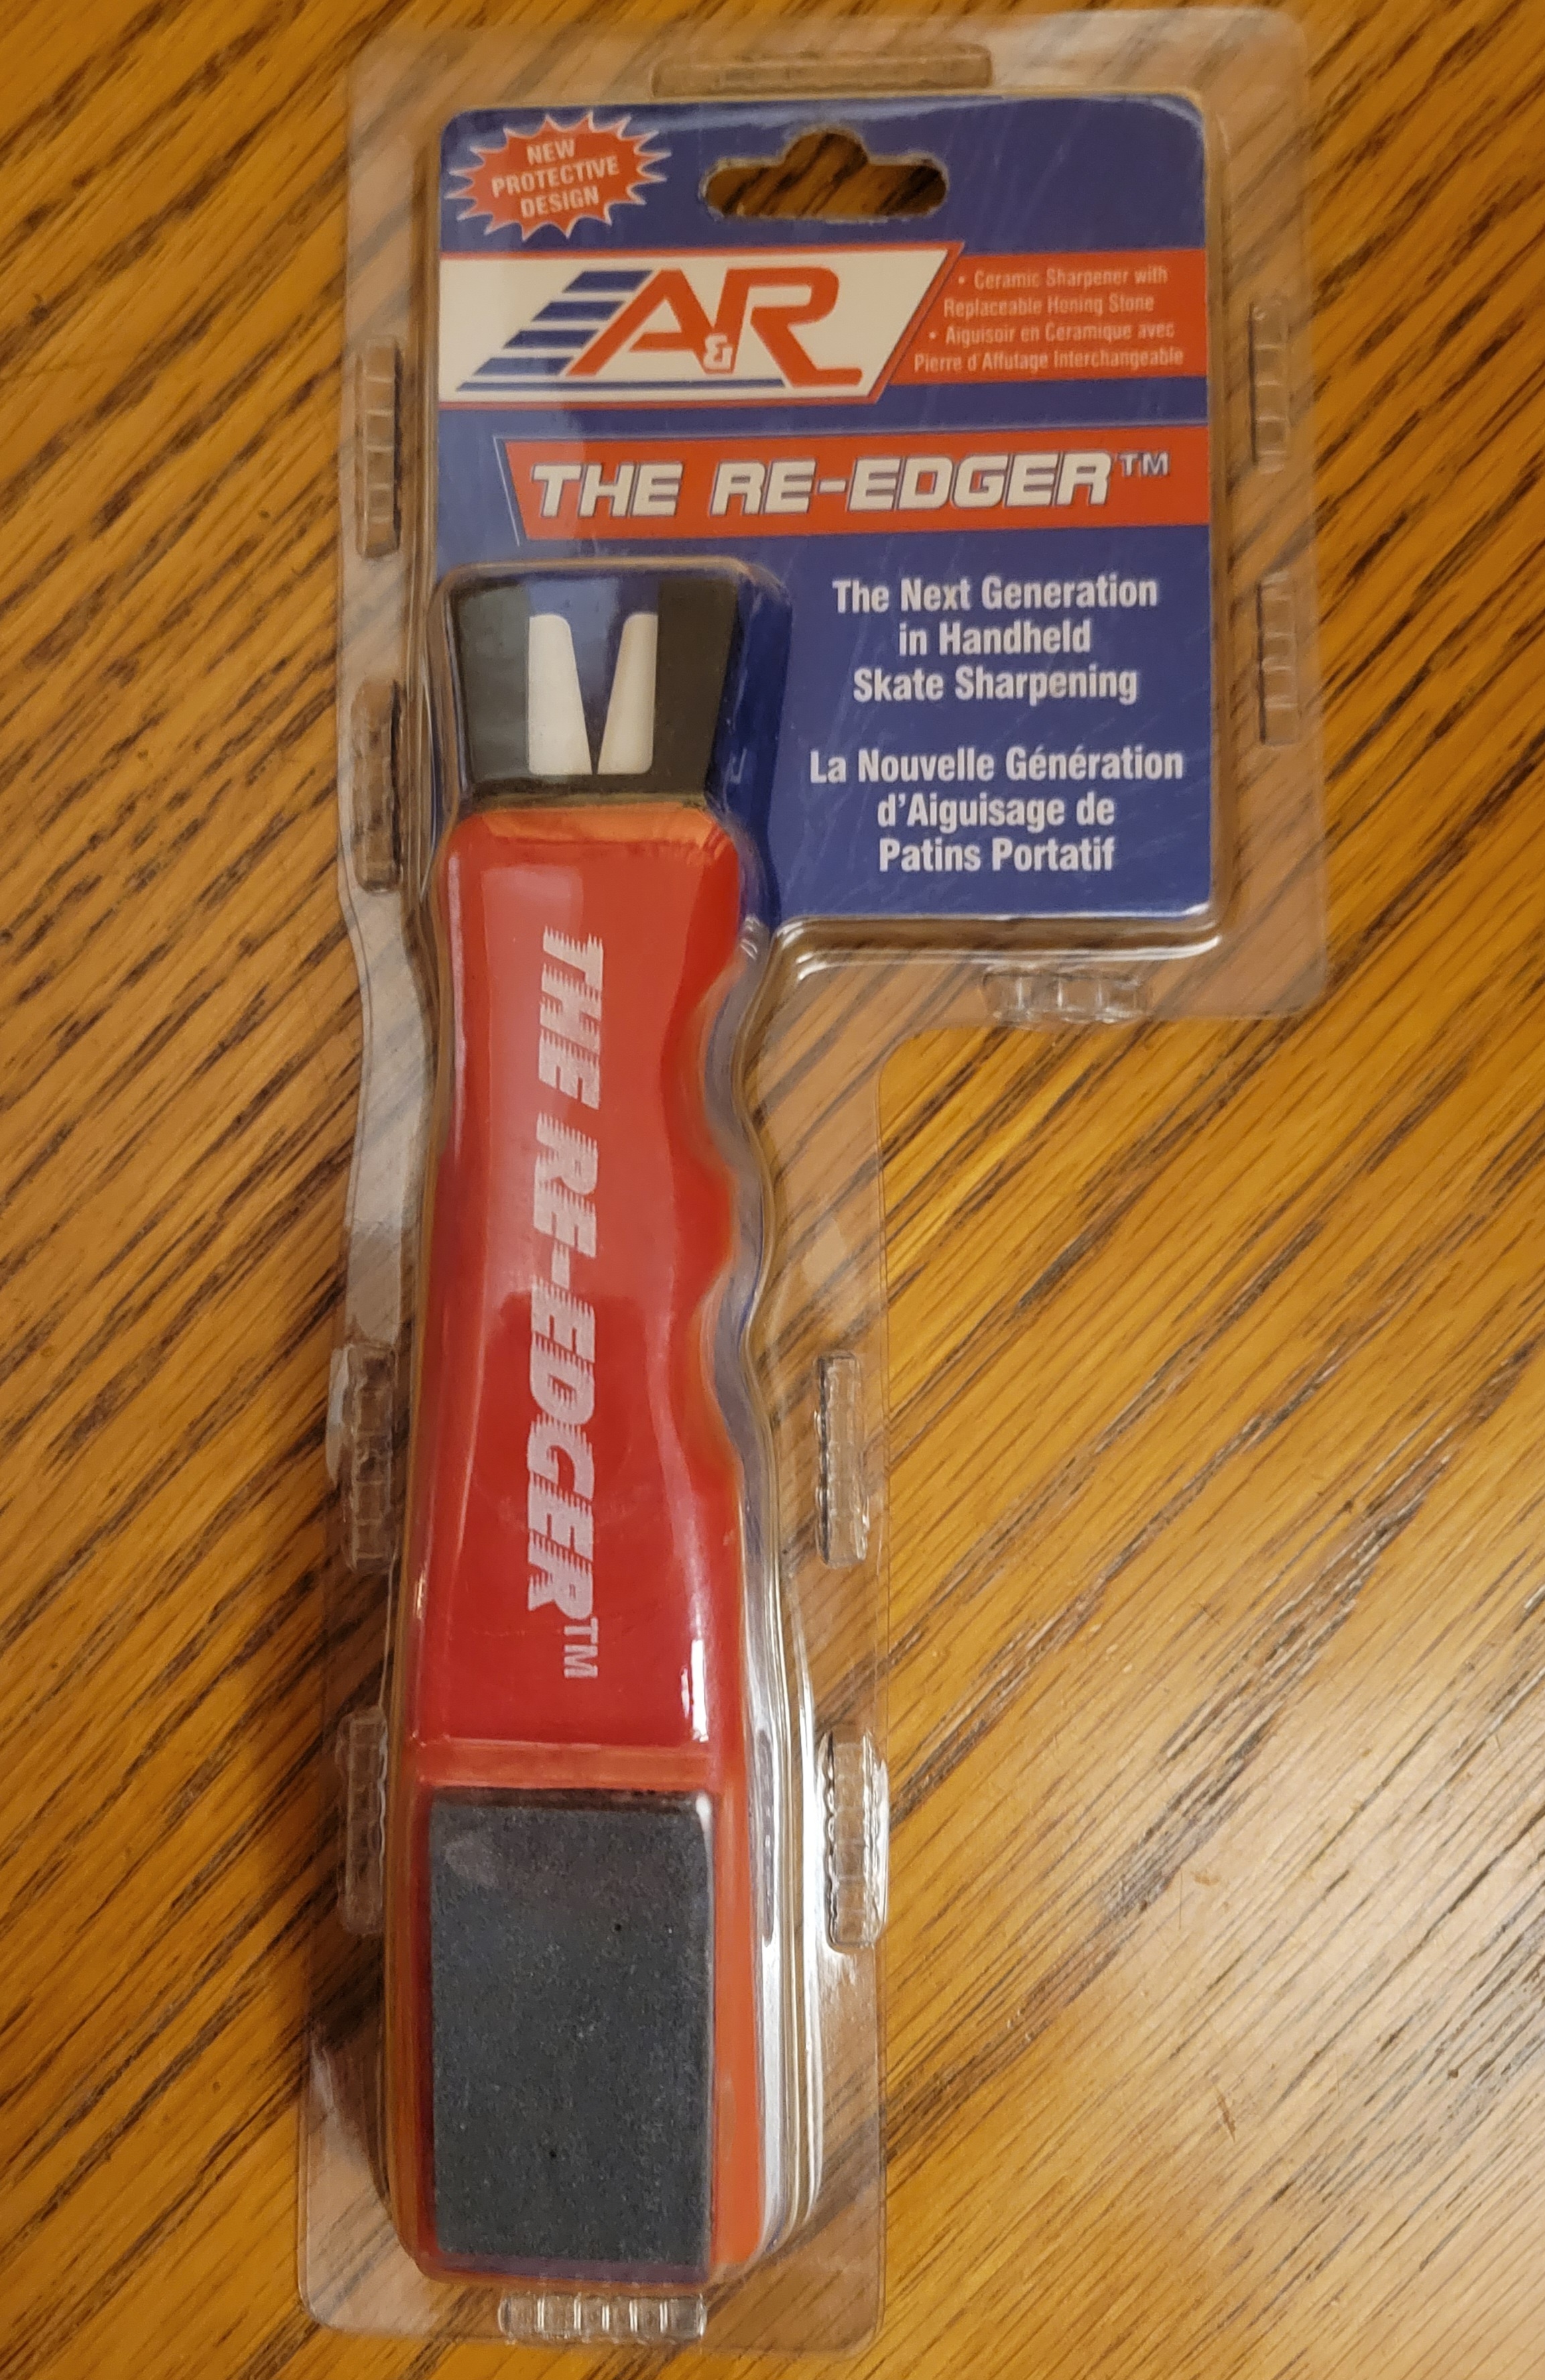 NEW
PROTECTIVE
DESIGN
A&R
• Ceramic Sharpener with
Replaceable Honing Stone
• Aiguisoir en Ceramique avec
Pierre d'Affutage Interchangeable
THE RE-EDGER™
The Next Generation
in Handheld
Skate Sharpening
La Nouvelle Génération
d'Aiguisage de
Patins Portatif
THE RE-EDGER™